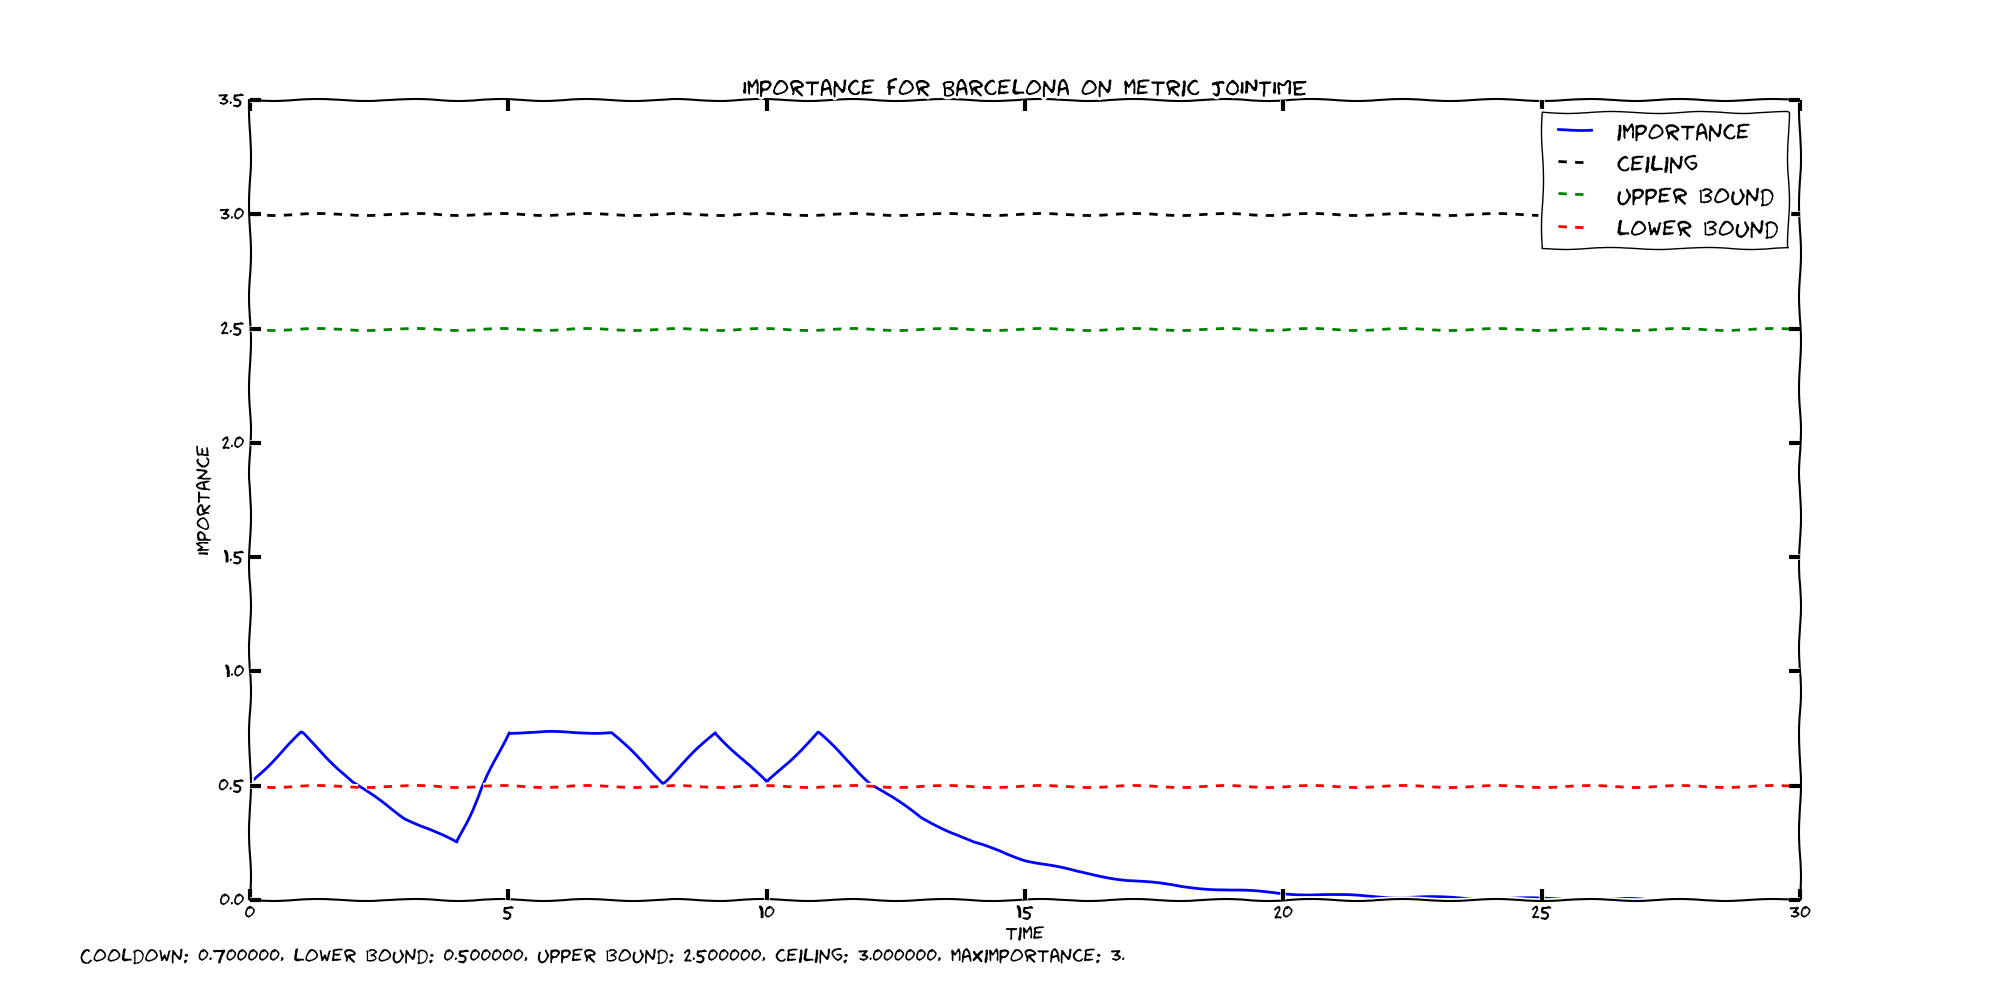 IMPORTANCE FOR BARCELONA ON METRIC JOINTIME
3.5
3.0
2.5
2.0
1.5
1.0
0.5
0.0
IMPORTANCE
IMPORTANCE
CEILING
UPPER BOUND
LOWER BOUND
0 5 10 15 20 25 30
TIME
COOLDOWN: 0.700000, LOWER BOUND: 0.500000, UPPER BOUND: 2.500000, CEILING: 3.000000, MAXIMPORTANCE: 3.